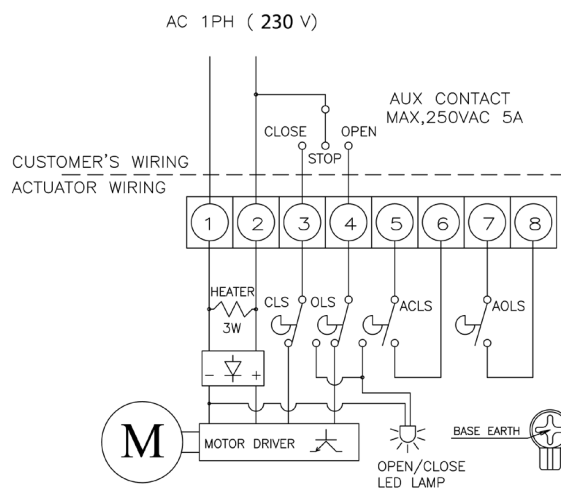 AC 1PH ( 230 V)
AUX CONTACT
MAX,250VAC 5A
CLOSE
OPEN
STOP
CUSTOMER'S WIRING
ACTUATOR WIRING
1 2 3 4 5 6 7 8
HEATER
3W
CLS
OLS
ACLS
AOLS
- +
M
MOTOR DRIVER
BASE EARTH
OPEN/CLOSE
LED LAMP